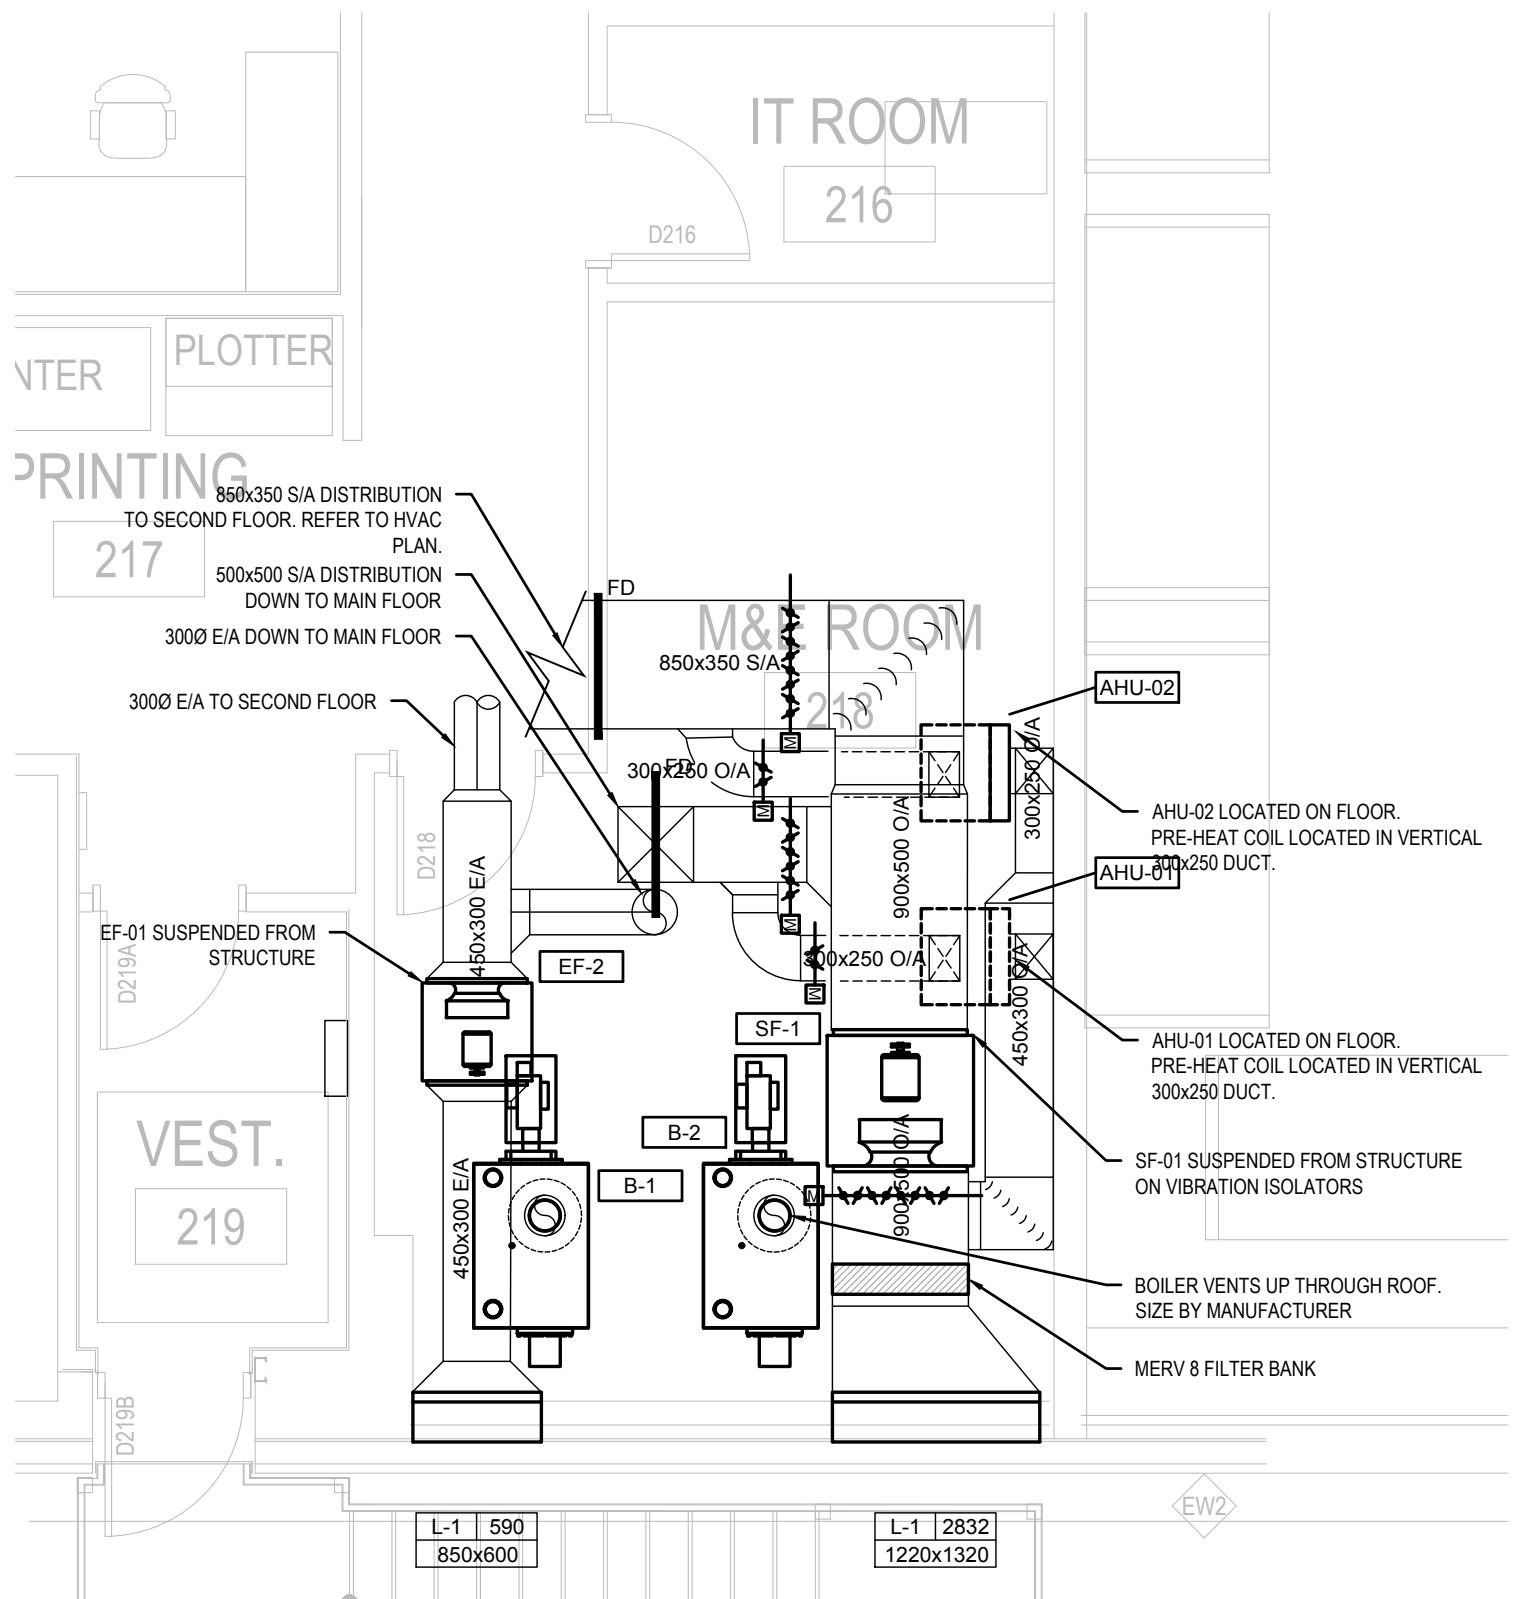 IT ROOM
216
D216
PLOTTER
NTER
PRINTING
217
850x350 S/A DISTRIBUTION
TO SECOND FLOOR. REFER TO HVAC
PLAN.
500x500 S/A DISTRIBUTION
DOWN TO MAIN FLOOR
300Ø E/A DOWN TO MAIN FLOOR
300Ø E/A TO SECOND FLOOR
FD
M&E ROOM
850x350 S/A
218
AHU-02
M
FD
300x250 O/A
300x250 O/A
M
AHU-02 LOCATED ON FLOOR.
PRE-HEAT COIL LOCATED IN VERTICAL
300x250 DUCT.
AHU-01
D218
450x300 E/A
900x500 O/A
M
EF-01 SUSPENDED FROM
STRUCTURE
D219A
EF-2
300x250 O/A
M
450x300 O/A
SF-1
AHU-01 LOCATED ON FLOOR.
PRE-HEAT COIL LOCATED IN VERTICAL
300x250 DUCT.
VEST.
219
B-2
B-1
M
450x300 E/A
900x500 O/A
SF-01 SUSPENDED FROM STRUCTURE
ON VIBRATION ISOLATORS
BOILER VENTS UP THROUGH ROOF.
SIZE BY MANUFACTURER
MERV 8 FILTER BANK
D219B
EW2
L-1 590
850x600
L-1 2832
1220x1320